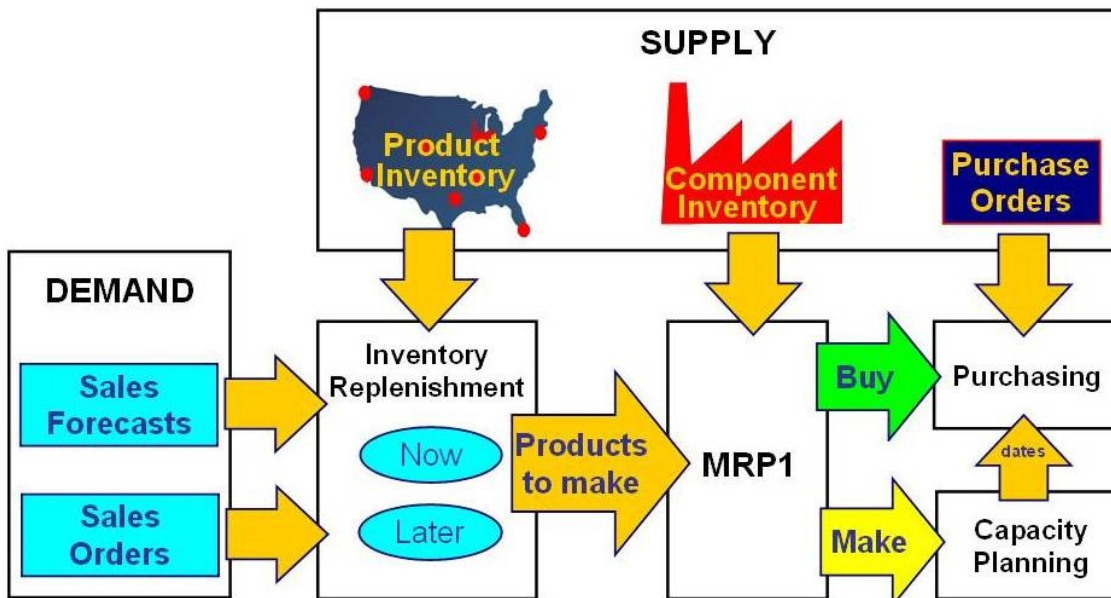 SUPPLY
Product
Inventory
Component
Inventory
Purchase
Orders
DEMAND
Sales
Forecasts
Sales
Orders
Inventory
Replenishment
Now
Later
Products
to make
MRP1
Buy
Make
Purchasing
dates
Capacity
Planning